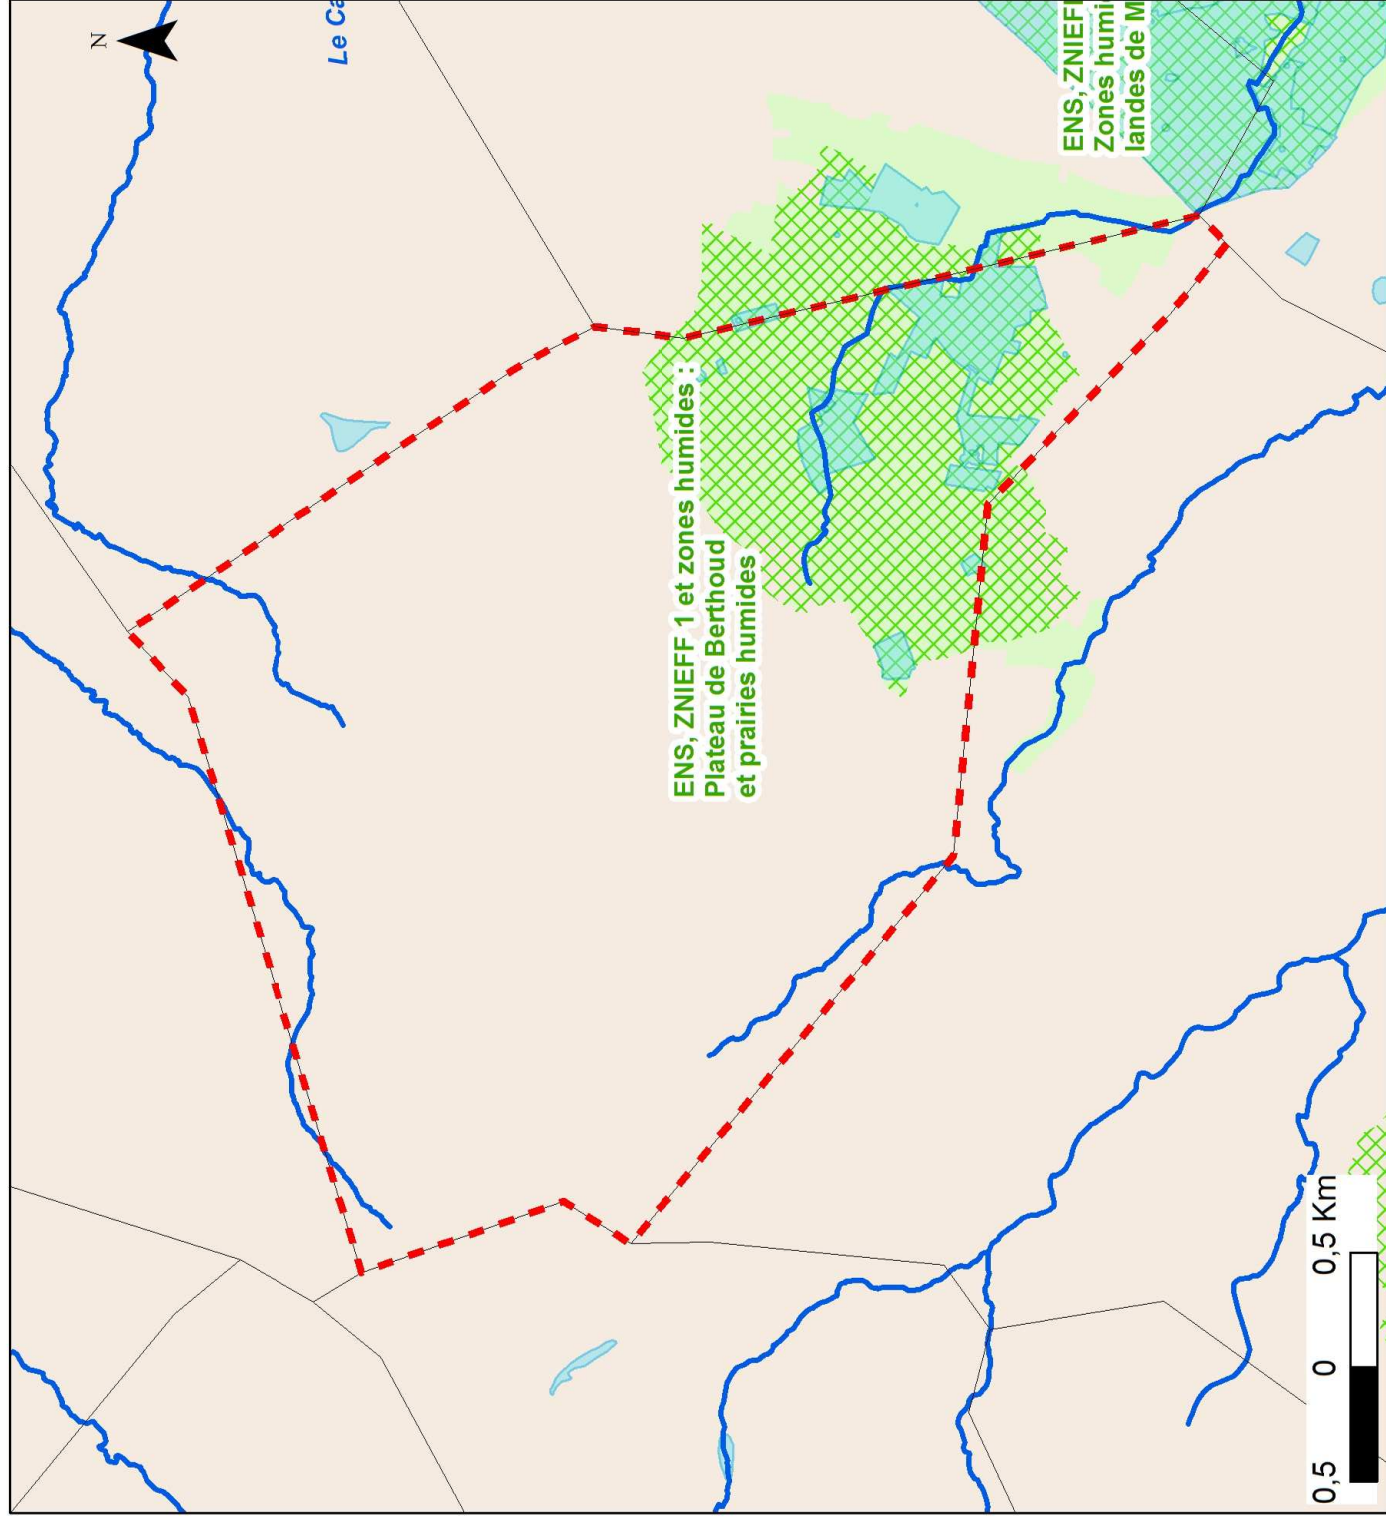 N
Le Ca
ENS, ZNIEFF
Zones humi
landes de M
ENS, ZNIEFF 1 et zones humides :
Plateau de Berthoud
et prairies humides
0,5 0 0,5 Km